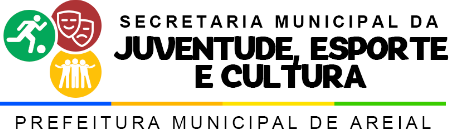 SECRETARIA MUNICIPAL DA
JUVENTUDE, ESPORTE
E CULTURA
PREFEITURA MUNICIPAL DE AREIAL